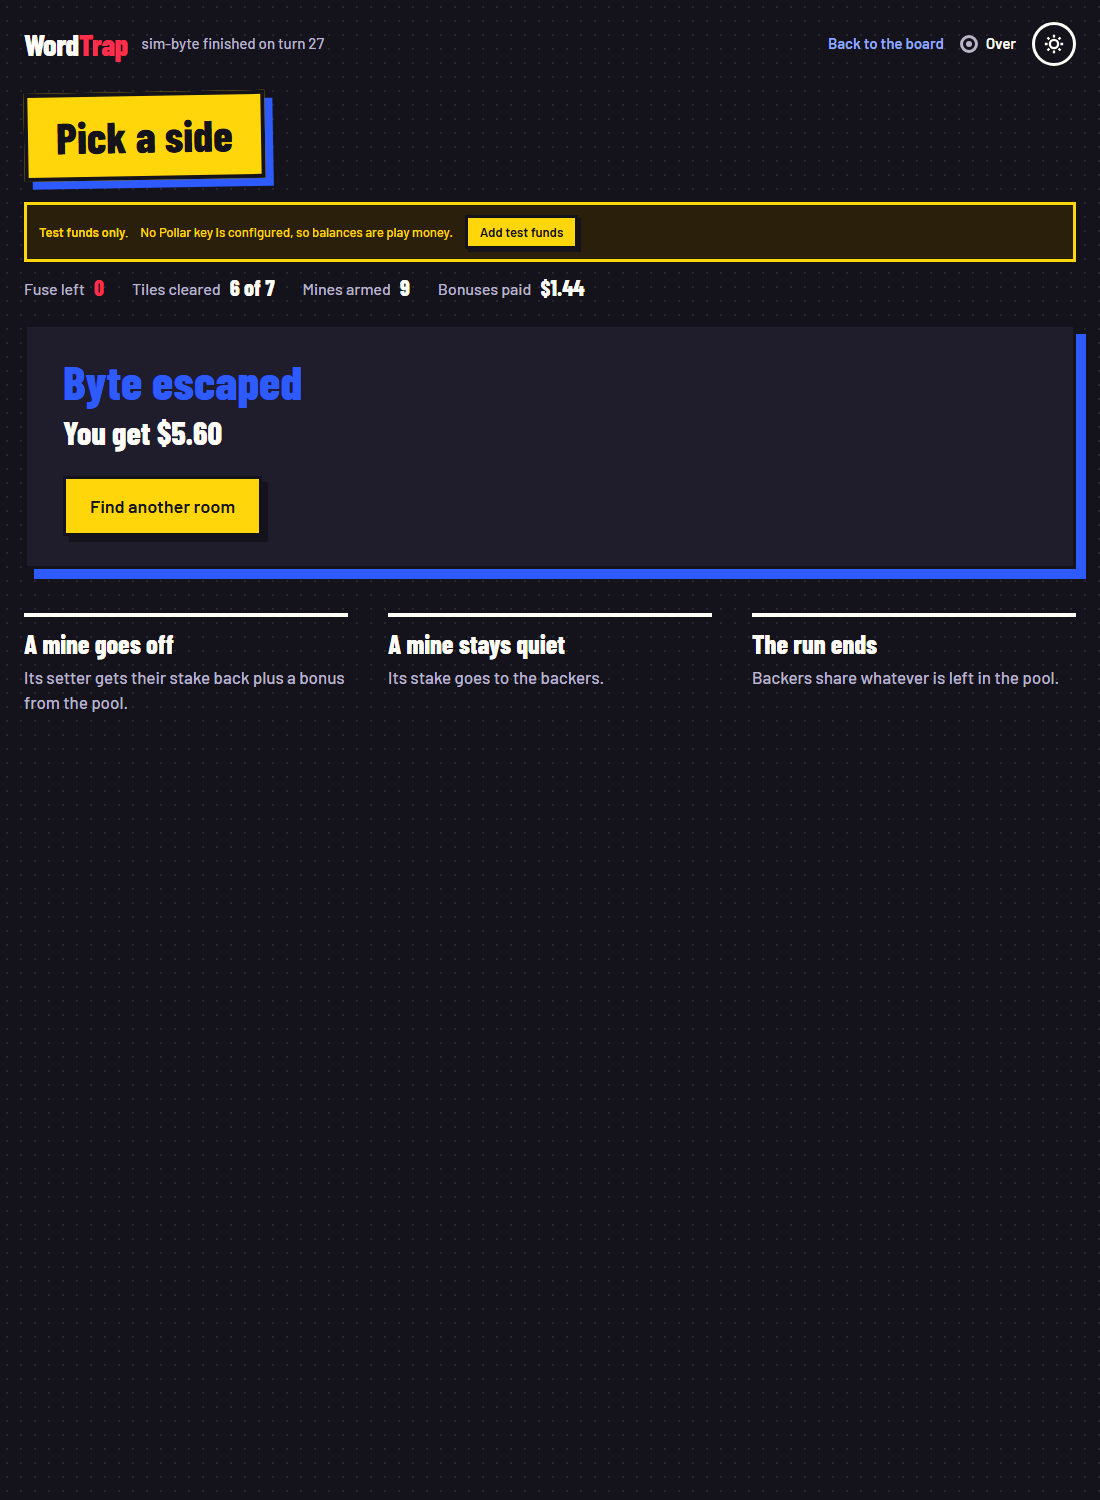 WordTrap sim-byte finished on turn 27 Back to the board Over
Pick a side
Test funds only. No Pollar key is configured, so balances are play money. Add test funds
Fuse left 0 Tiles cleared 6 of 7 Mines armed 9 Bonuses paid $1.44
Byte escaped
You get $5.60
Find another room
A mine goes off
Its setter gets their stake back plus a bonus
from the pool.
A mine stays quiet
Its stake goes to the backers.
The run ends
Backers share whatever is left in the pool.